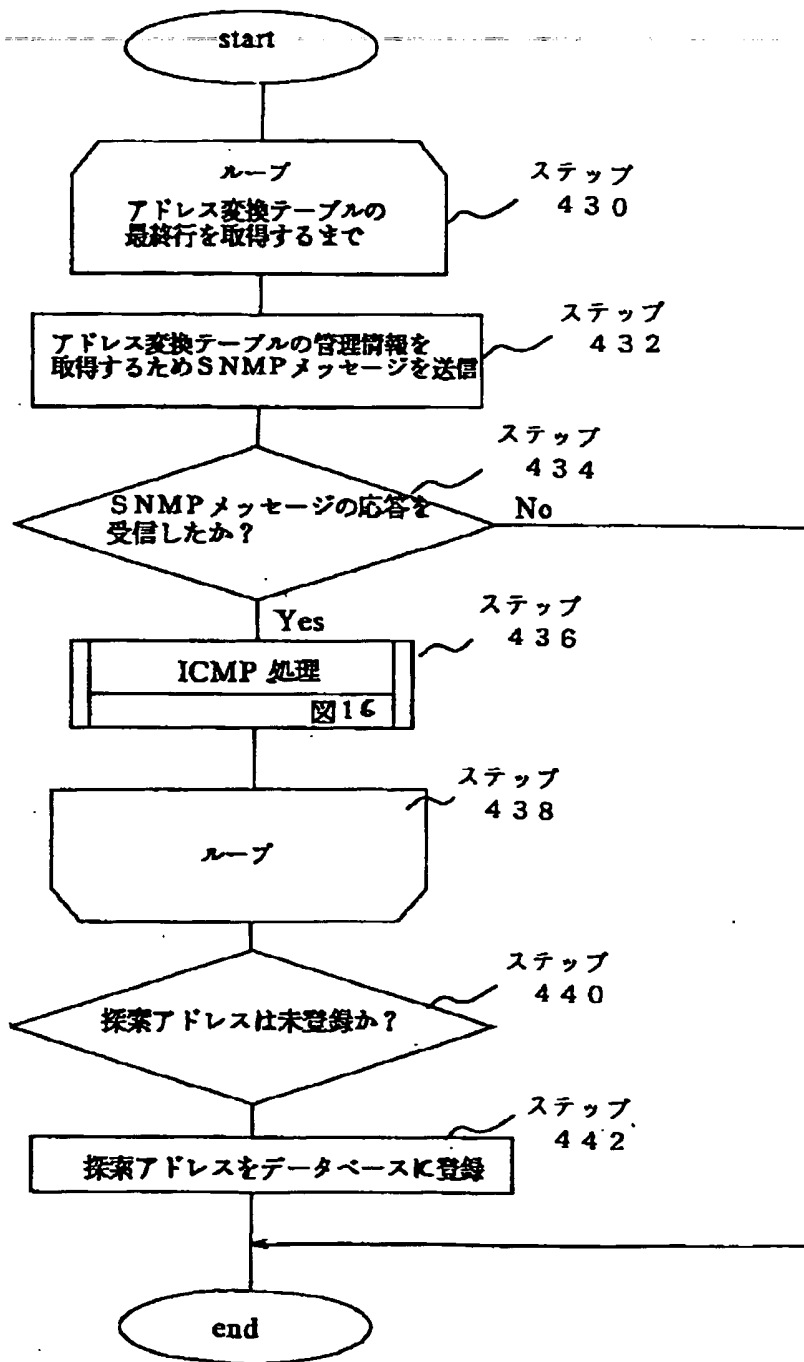 start
ループ
アドレス変換テーブルの
最終行を取得するまで
ステップ
430
アドレス変換テーブルの管理情報を
取得するためSNMPメッセージを送信
ステップ
432
ステップ
434
SNMPメッセージの応答を
受信したか?
No
Yes
ステップ
436
ICMP 処理
図16
ステップ
438
ループ
ステップ
440
探索アドレスは未登録か?
ステップ
442
探索アドレスをデータベースに登録
end